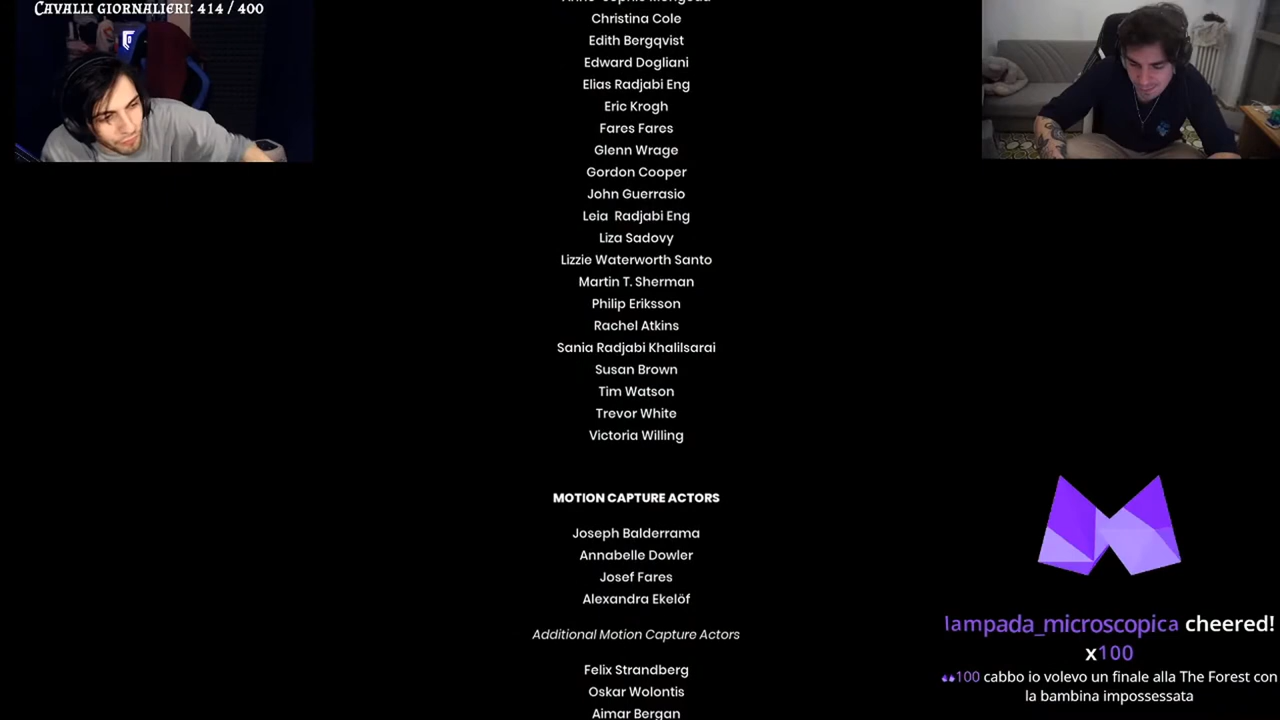 CAVALLI GIORNALIERI: 414 / 400
Christina Cole
Edith Bergqvist
Edward Dogliani
Elias Radjabi Eng
Eric Krogh
Fares Fares
Glenn Wrage
Gordon Cooper
John Guerrasio
Leia Radjabi Eng
Liza Sadovy
Lizzie Waterworth Santo
Martin T. Sherman
Philip Eriksson
Rachel Atkins
Sania Radjabi Khalilsarai
Susan Brown
Tim Watson
Trevor White
Victoria Willing
MOTION CAPTURE ACTORS
Joseph Balderrama
Annabelle Dowler
Josef Fares
Alexandra Ekelöf
Additional Motion Capture Actors
Felix Strandberg
Oskar Wolontis
Aimar Bergan
lampada_microscopica cheered!
x100
100 cabbo io volevo un finale alla The Forest con
la bambina impossessata